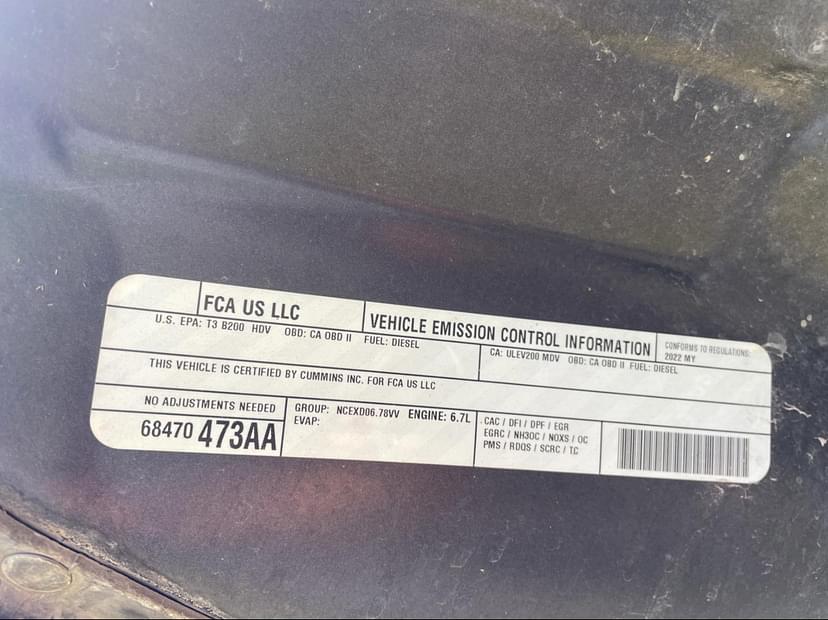 FCA US LLC
VEHICLE EMISSION CONTROL INFORMATION
CONFORMS TO REGULATIONS:
2022 MY
U.S. EPA: T3 B200 HDV OBD: CA OBD II FUEL: DIESEL
CA: ULEV200 MDV OBD: CA OBD II FUEL: DIESEL
THIS VEHICLE IS CERTIFIED BY CUMMINS INC. FOR FCA US LLC
NO ADJUSTMENTS NEEDED
68470 473AA
GROUP: NCEXD06.78VV ENGINE: 6.7L
EVAP:
CAC / DFI / DPF / EGR
EGRC / NH3OC / NOXS / OC
PMS / RDQS / SCRC / TC